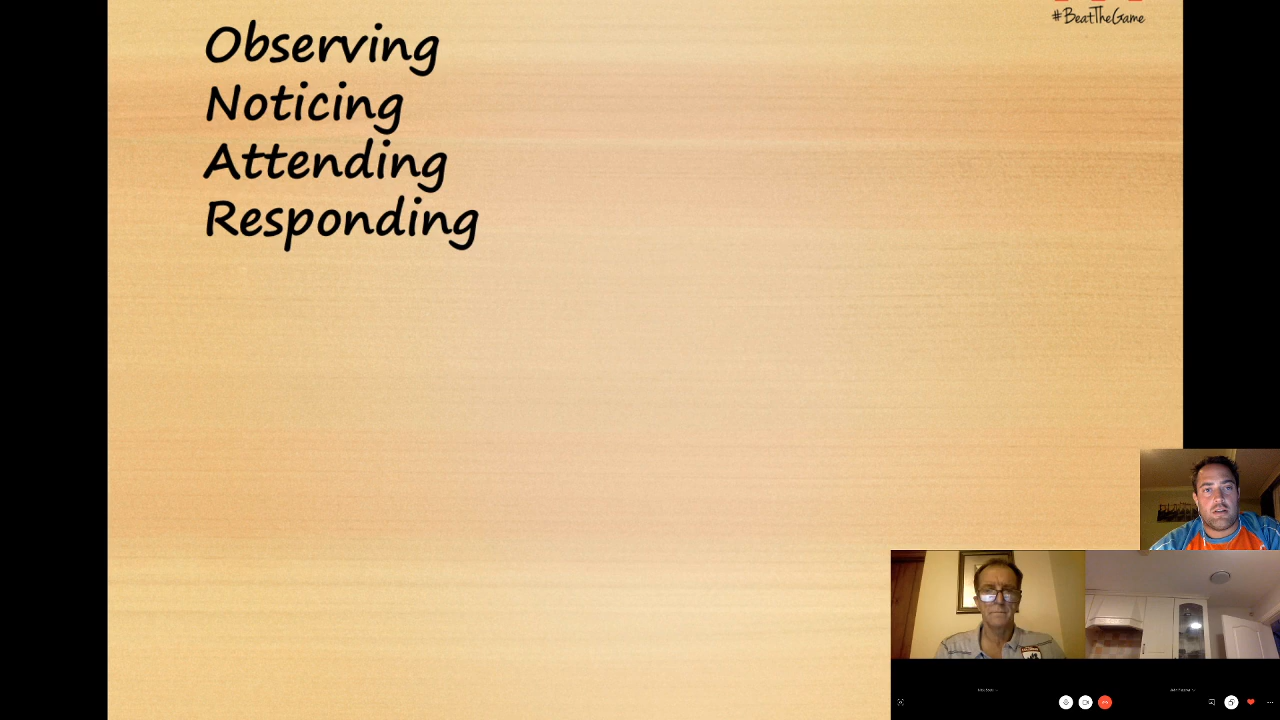 Observing
Noticing
Attending
Responding
#BeatTheGame